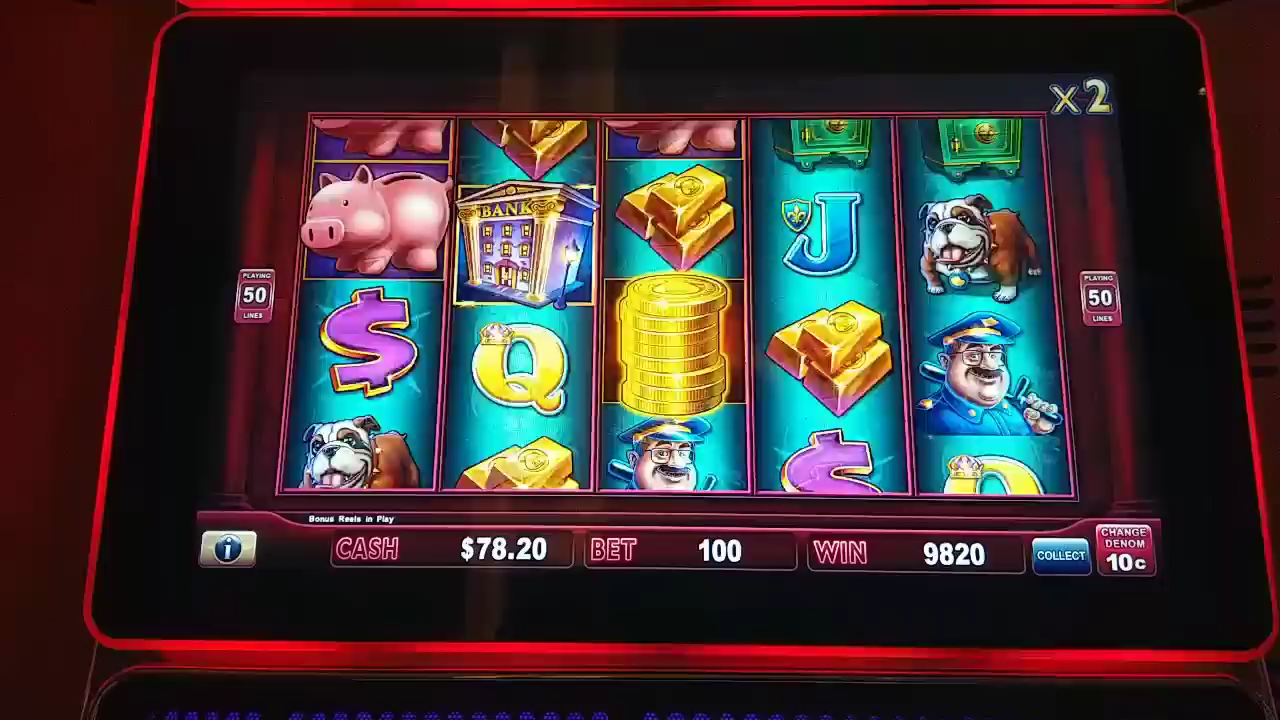 x2
BANK
J
PLAYING
50
LINES
PLAYING
50
LINES
Q
Q
Bonus Reels in Play
i
CASH $78.20
BET 100
WIN 9820
COLLECT
CHANGE
DENOM
10¢
$
$